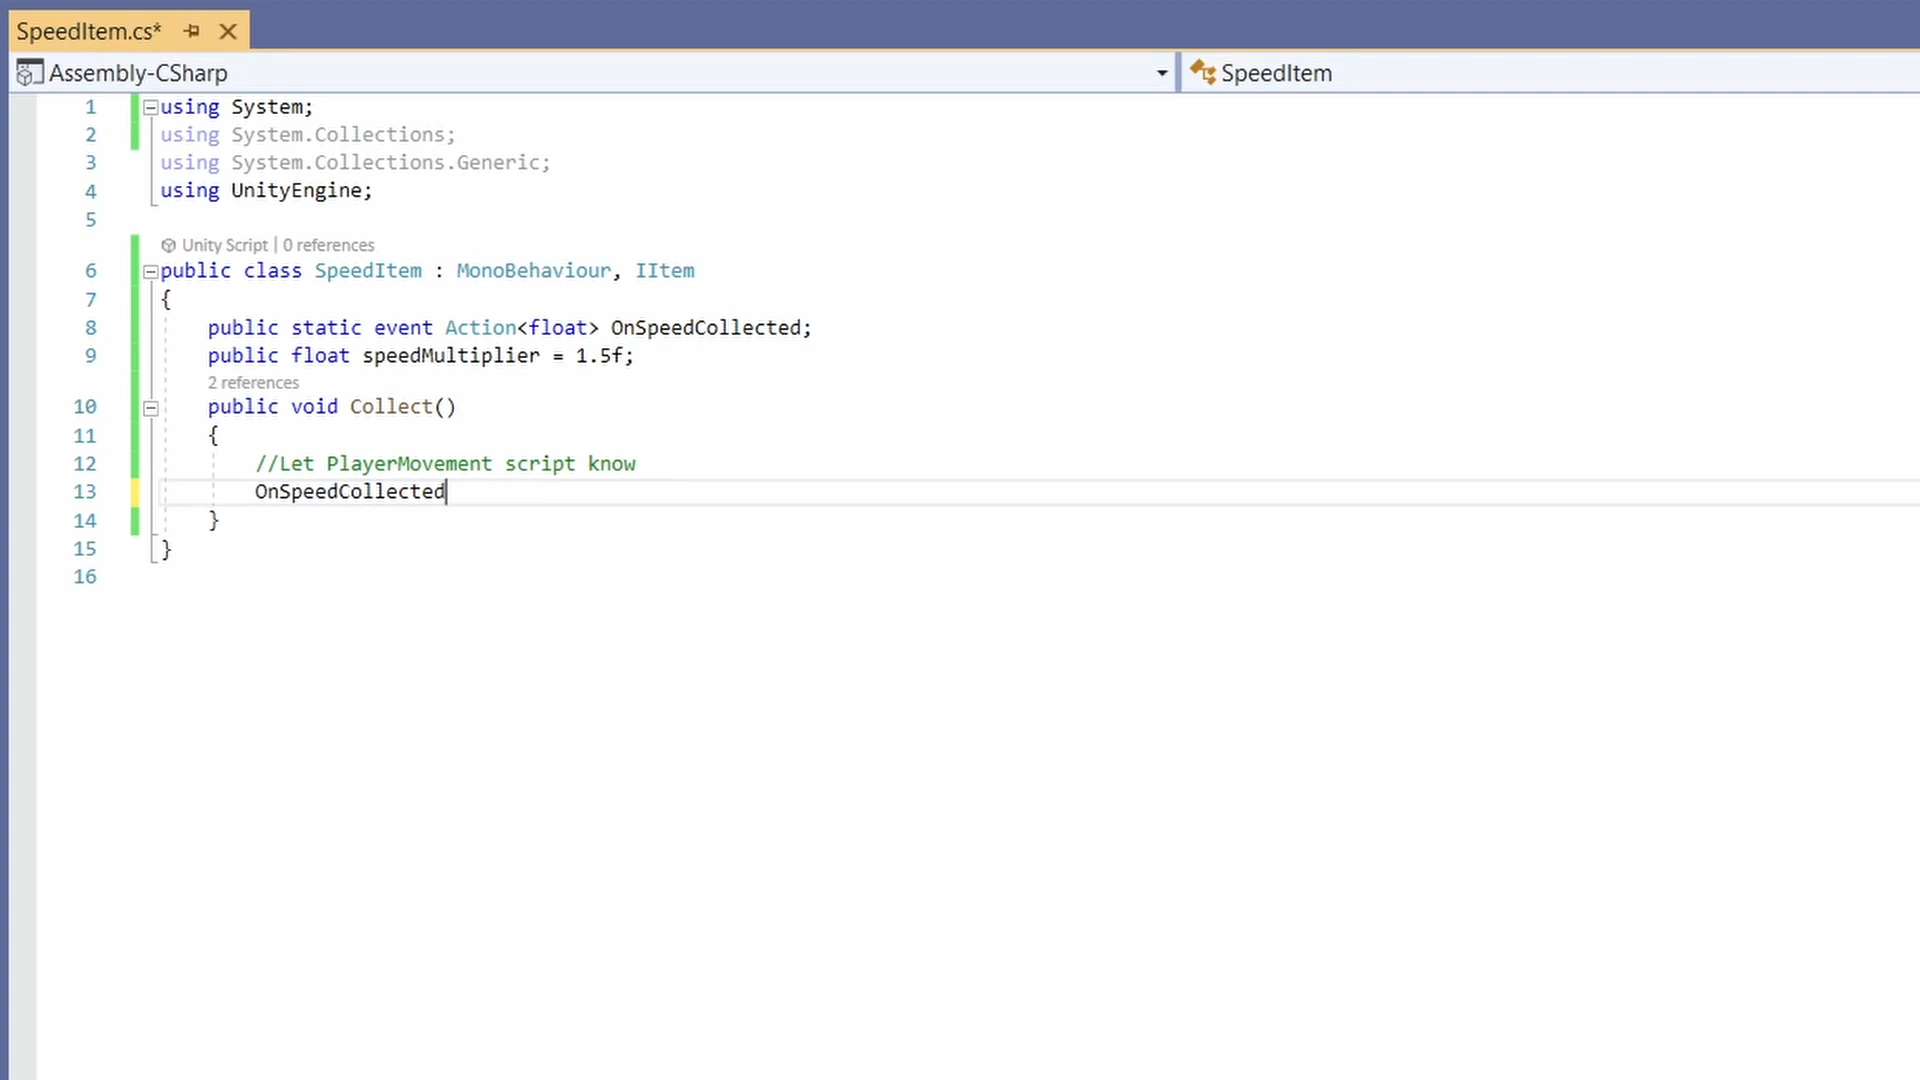 SpeedItem.cs*
Assembly-CSharp SpeedItem
1 using System;
2 using System.Collections;
3 using System.Collections.Generic;
4 using UnityEngine;
5
Unity Script | 0 references
6 public class SpeedItem : MonoBehaviour, IItem
7 {
8 public static event Action<float> OnSpeedCollected;
9 public float speedMultiplier = 1.5f;
2 references
10 public void Collect()
11 {
12 //Let PlayerMovement script know
13 OnSpeedCollected
14 }
15 }
16